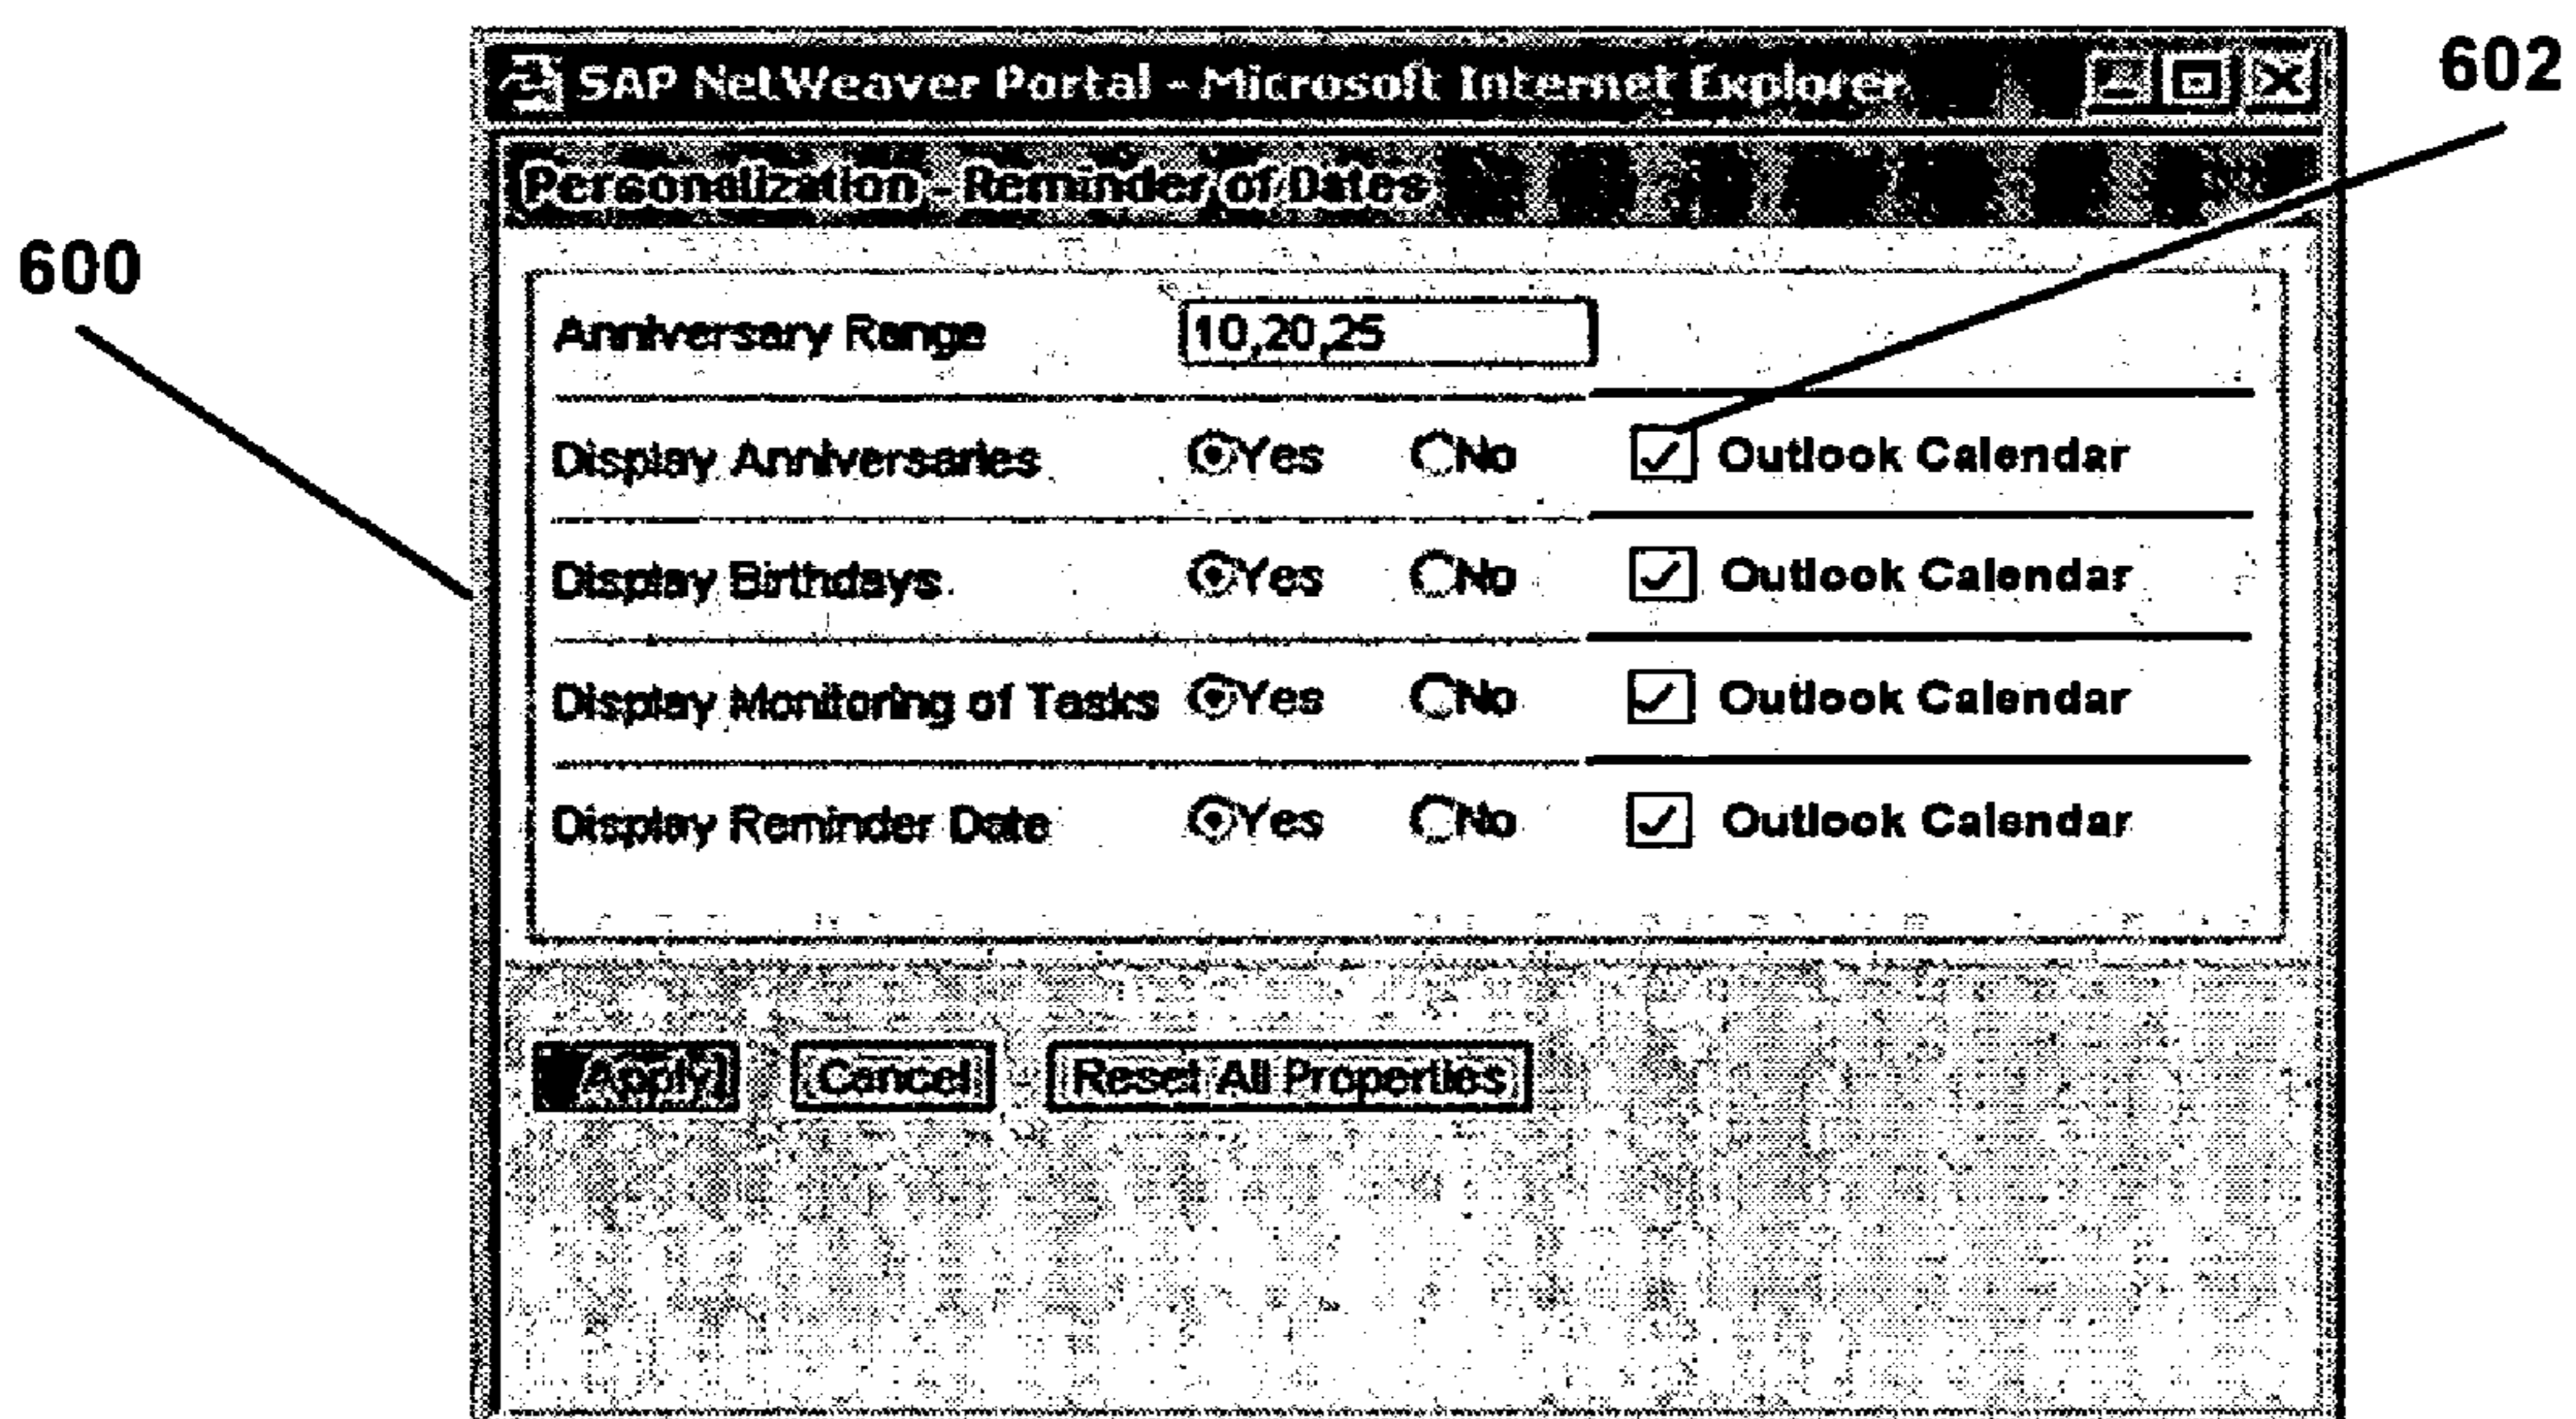 SAP NetWeaver Portal - Microsoft Internet Explorer
602
Personalization - Reminder of Dates
600
Anniversary Range 10,20,25
Display Anniversaries Yes No Outlook Calendar
Display Birthdays Yes No Outlook Calendar
Display Monitoring of Tasks Yes No Outlook Calendar
Display Reminder Date Yes No Outlook Calendar
Apply Cancel Reset All Properties